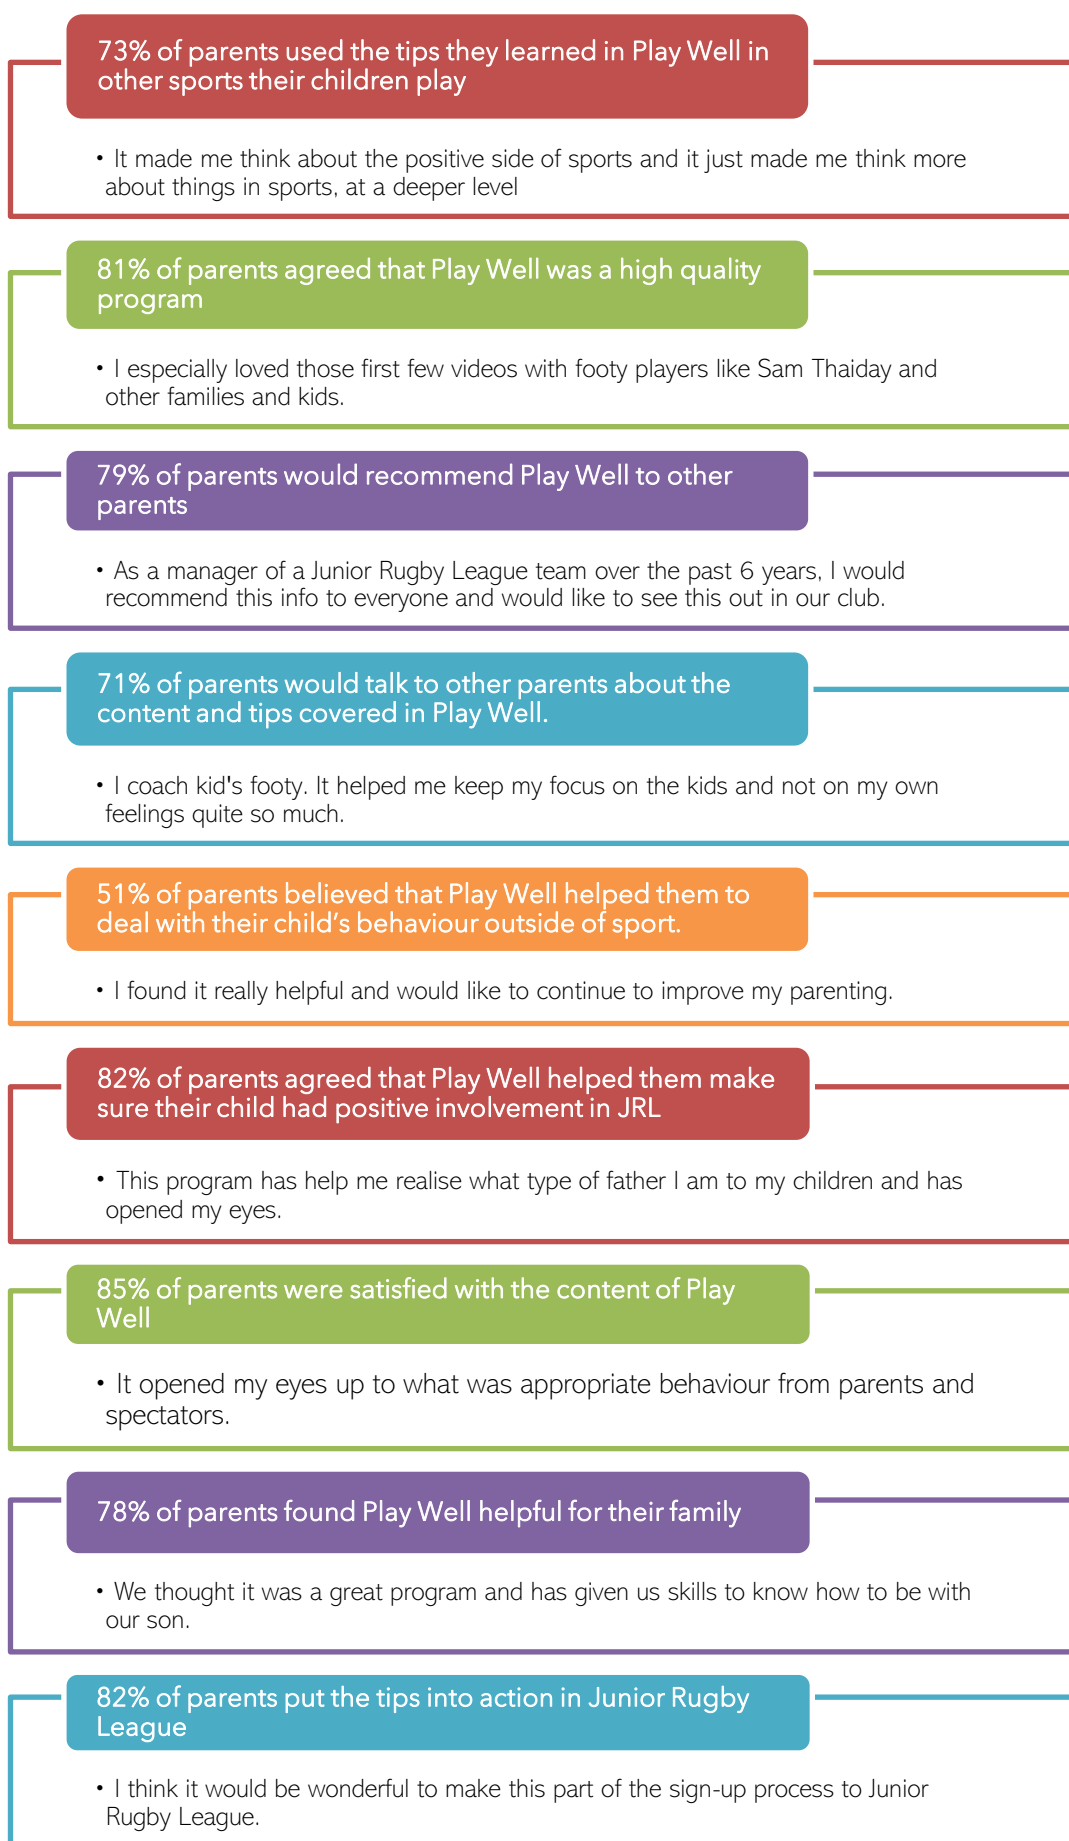 73% of parents used the tips they learned in Play Well in
other sports their children play
• It made me think about the positive side of sports and it just made me think more
about things in sports, at a deeper level
81% of parents agreed that Play Well was a high quality
program
• I especially loved those first few videos with footy players like Sam Thaiday and
other families and kids.
79% of parents would recommend Play Well to other
parents
• As a manager of a Junior Rugby League team over the past 6 years, I would
recommend this info to everyone and would like to see this out in our club.
71% of parents would talk to other parents about the
content and tips covered in Play Well.
• I coach kid's footy. It helped me keep my focus on the kids and not on my own
feelings quite so much.
51% of parents believed that Play Well helped them to
deal with their child’s behaviour outside of sport.
• I found it really helpful and would like to continue to improve my parenting.
82% of parents agreed that Play Well helped them make
sure their child had positive involvement in JRL
• This program has help me realise what type of father I am to my children and has
opened my eyes.
85% of parents were satisfied with the content of Play
Well
• It opened my eyes up to what was appropriate behaviour from parents and
spectators.
78% of parents found Play Well helpful for their family
• We thought it was a great program and has given us skills to know how to be with
our son.
82% of parents put the tips into action in Junior Rugby
League
• I think it would be wonderful to make this part of the sign-up process to Junior
Rugby League.